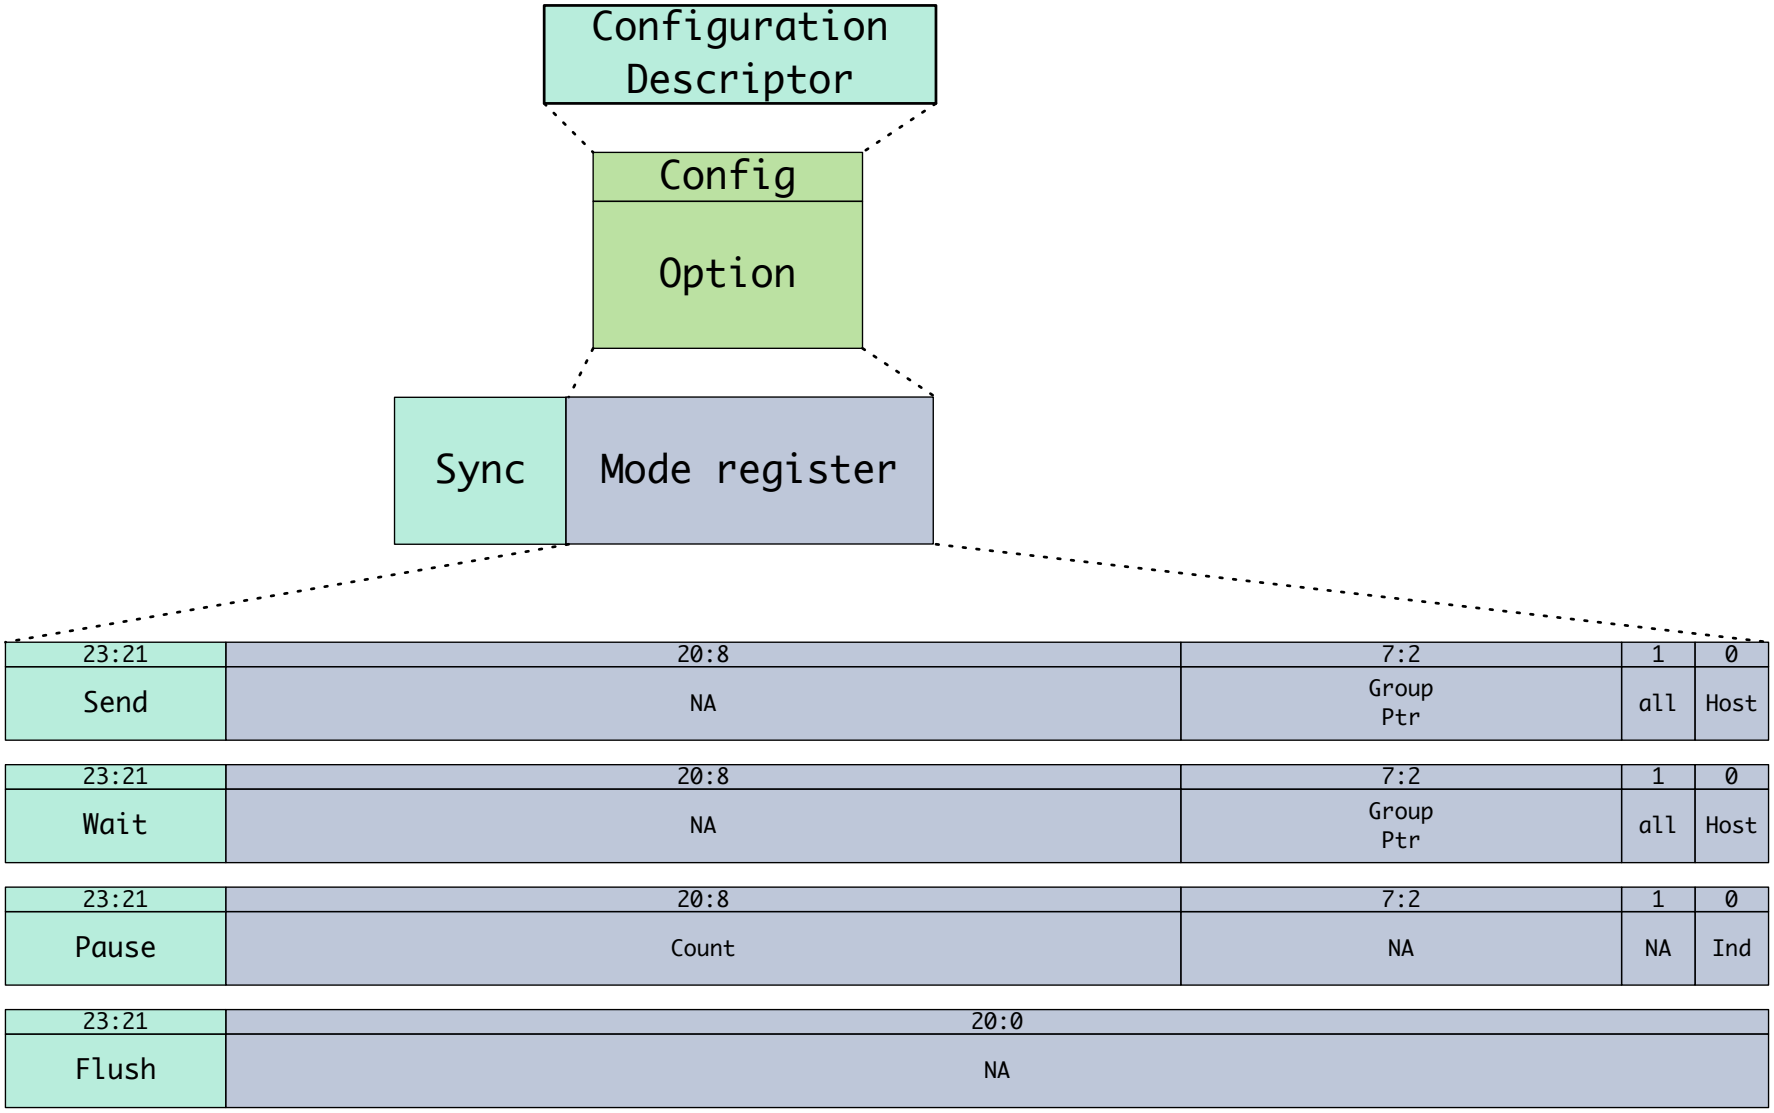 Configuration
Descriptor
Config
Option
Sync Mode register
23:21 20:8 7:2 1 0
Send NA Group Ptr all Host
23:21 20:8 7:2 1 0
Wait NA Group Ptr all Host
23:21 20:8 7:2 1 0
Pause Count NA NA Ind
23:21 20:0
Flush NA